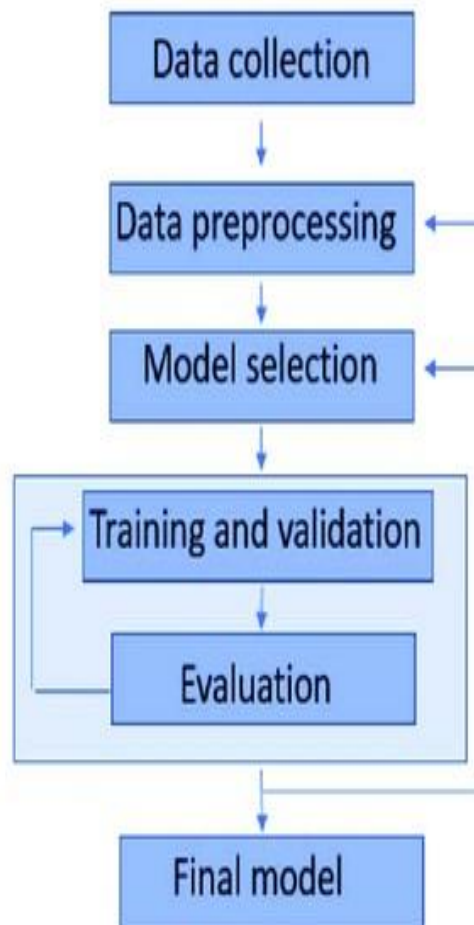 Data collection
Data preprocessing
Model selection
Training and validation
Evaluation
Final model